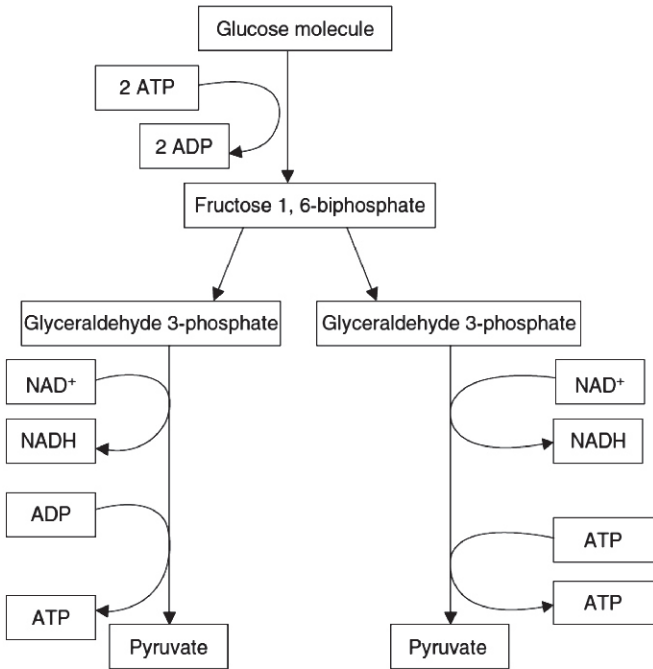 Glucose molecule
2 ATP
2 ADP
Fructose 1, 6-biphosphate
Glyceraldehyde 3-phosphate
Glyceraldehyde 3-phosphate
NAD⁺
NAD⁺
NADH
NADH
ADP
ATP
ATP
ATP
Pyruvate
Pyruvate